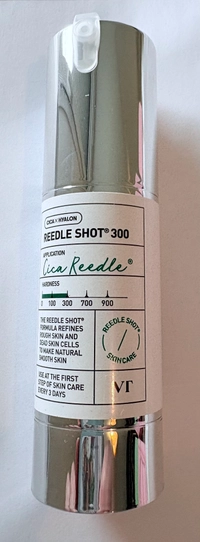 CICA × HYALON
REEDLE SHOT® 300
APPLICATION
Cica Reedle®
HARDNESS
0 100 300 700 900
THE REEDLE SHOT®
FORMULA REFINES
ROUGH SKIN AND
DEAD SKIN CELLS
TO MAKE NATURAL
SMOOTH SKIN
REEDLE SHOT®
SKINCARE
USE AT THE FIRST
STEP OF SKIN CARE
EVERY 3 DAYS
VT